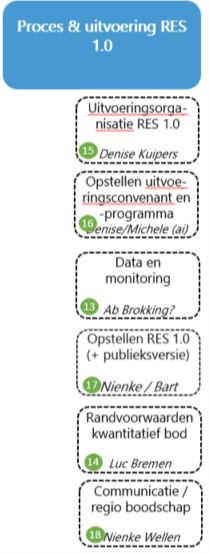 Proces & uitvoering RES
1.0
Uitvoeringsorga-
nisatie RES 1.0
15 Denise Kuipers
Opstellen uitvoe-
ringsconvenant en
-programma
16 Denise/Michele (ai)
Data en
monitoring
13 Ab Brokking?
Opstellen RES 1.0
(+ publieksversie)
17 Nienke / Bart
Randvoorwaarden
kwantitatief bod
14 Luc Bremen
Communicatie /
regio boodschap
18 Nienke Wellen